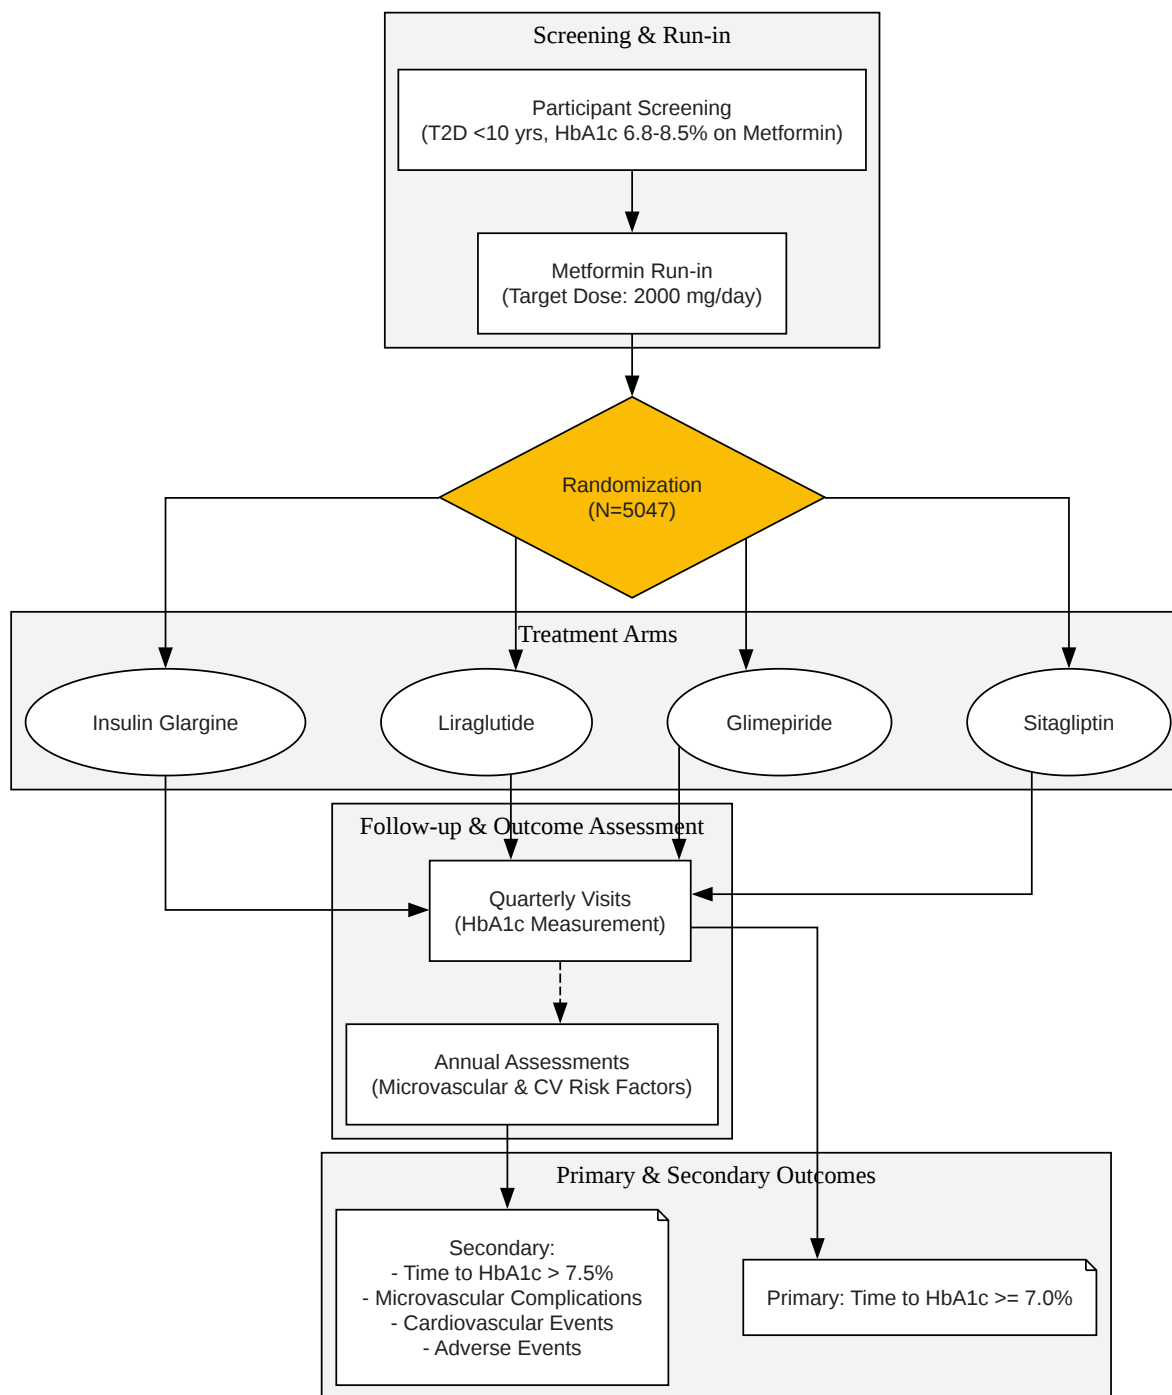 Screening & Run-in
Participant Screening
(T2D <10 yrs, HbA1c 6.8-8.5% on Metformin)
Metformin Run-in
(Target Dose: 2000 mg/day)
Randomization
(N=5047)
Treatment Arms
Insulin Glargine
Liraglutide
Glimepiride
Sitagliptin
Follow-up & Outcome Assessment
Quarterly Visits
(HbA1c Measurement)
Annual Assessments
(Microvascular & CV Risk Factors)
Primary & Secondary Outcomes
Secondary:
- Time to HbA1c > 7.5%
- Microvascular Complications
- Cardiovascular Events
- Adverse Events
Primary: Time to HbA1c >= 7.0%